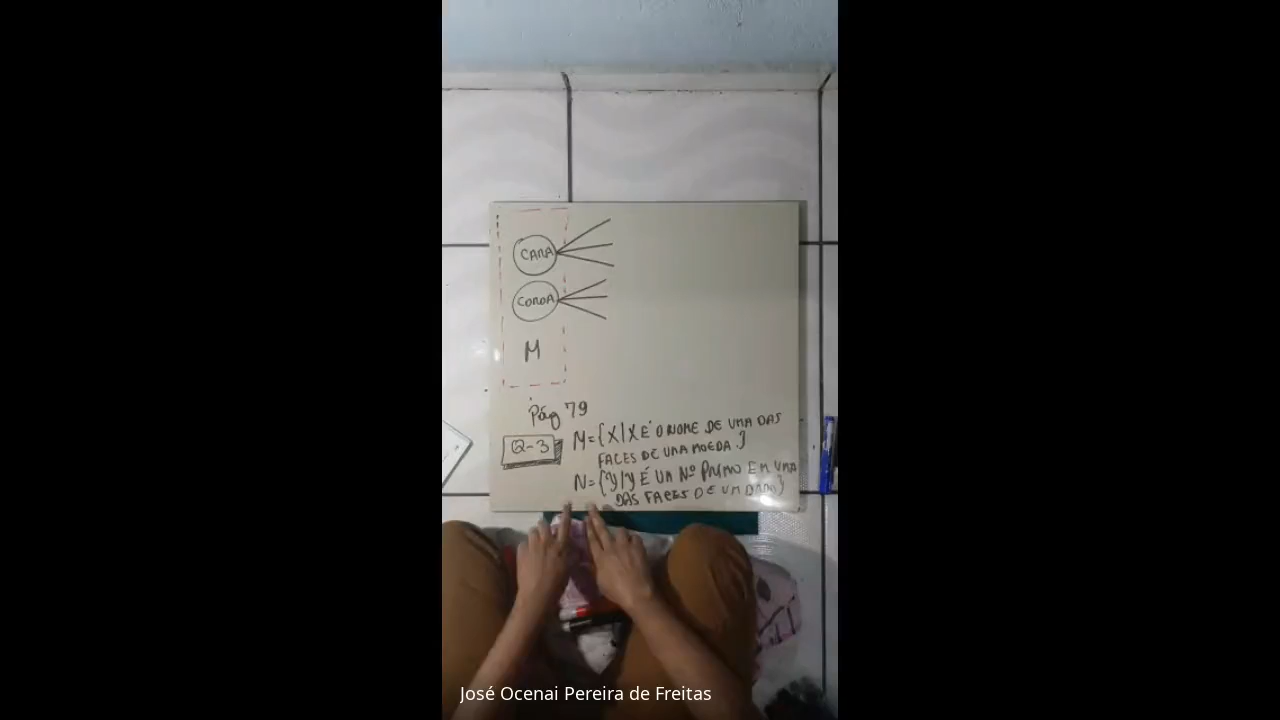 CARA
COROA
M
Pág 79
Q-3
M={X/X É O NOME DE UMA DAS
FACES DE UMA MOEDA.}
N={Y/Y É UM Nº PRIMO EM UMA
DAS FACES DE UM DADO}
José Ocenai Pereira de Freitas